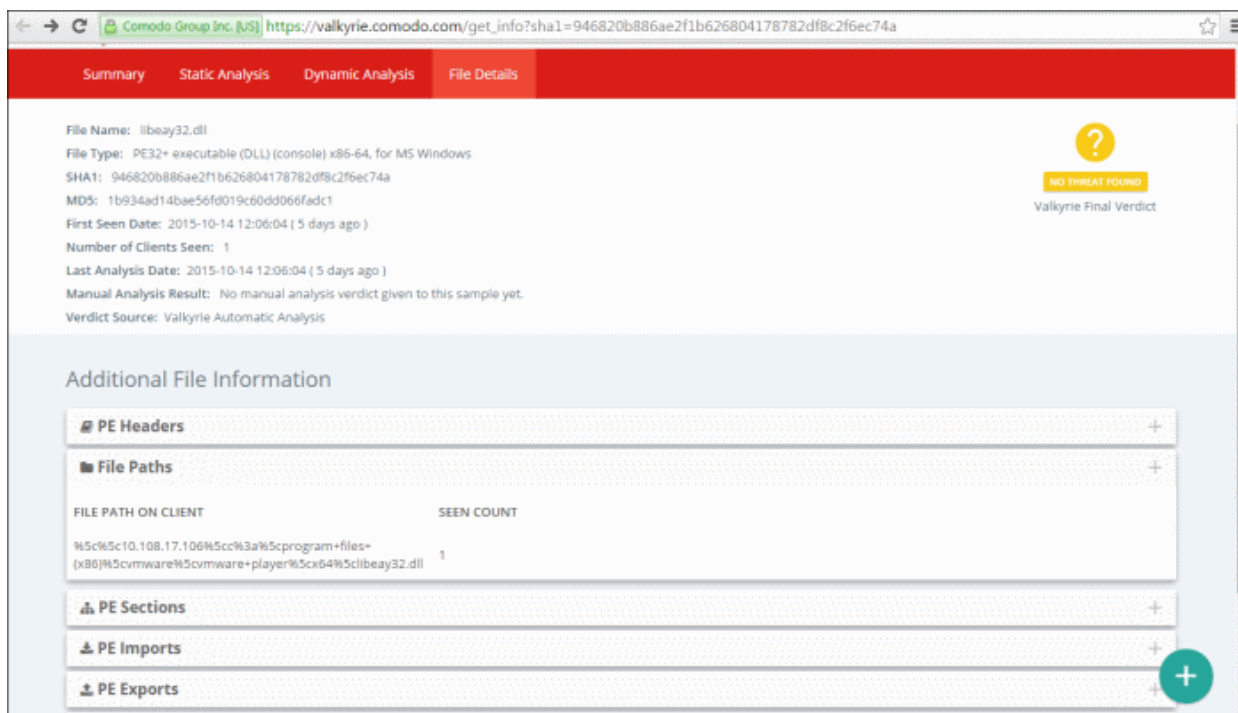 Comodo Group Inc. [US] https://valkyrie.comodo.com/get_info?sha1=946820b886ae2f1b626804178782df8c2f6ec74a
Summary Static Analysis Dynamic Analysis File Details
File Name: libeay32.dll
File Type: PE32+ executable (DLL) (console) x86-64, for MS Windows
SHA1: 946820b886ae2f1b626804178782df8c2f6ec74a
MD5: 1b934ad14bae56fd019c60dd066fadc1
First Seen Date: 2015-10-14 12:06:04 ( 5 days ago )
Number of Clients Seen: 1
Last Analysis Date: 2015-10-14 12:06:04 ( 5 days ago )
Manual Analysis Result: No manual analysis verdict given to this sample yet.
Verdict Source: Valkyrie Automatic Analysis
?
NO THREAT FOUND
Valkyrie Final Verdict
Additional File Information
PE Headers
File Paths
FILE PATH ON CLIENT SEEN COUNT
%5c%5c10.108.17.106%5cc%3a%5cprogram+files+
(x86)%5cvmware%5cvmware+player%5cx64%5clibeay32.dll 1
PE Sections
PE Imports
PE Exports